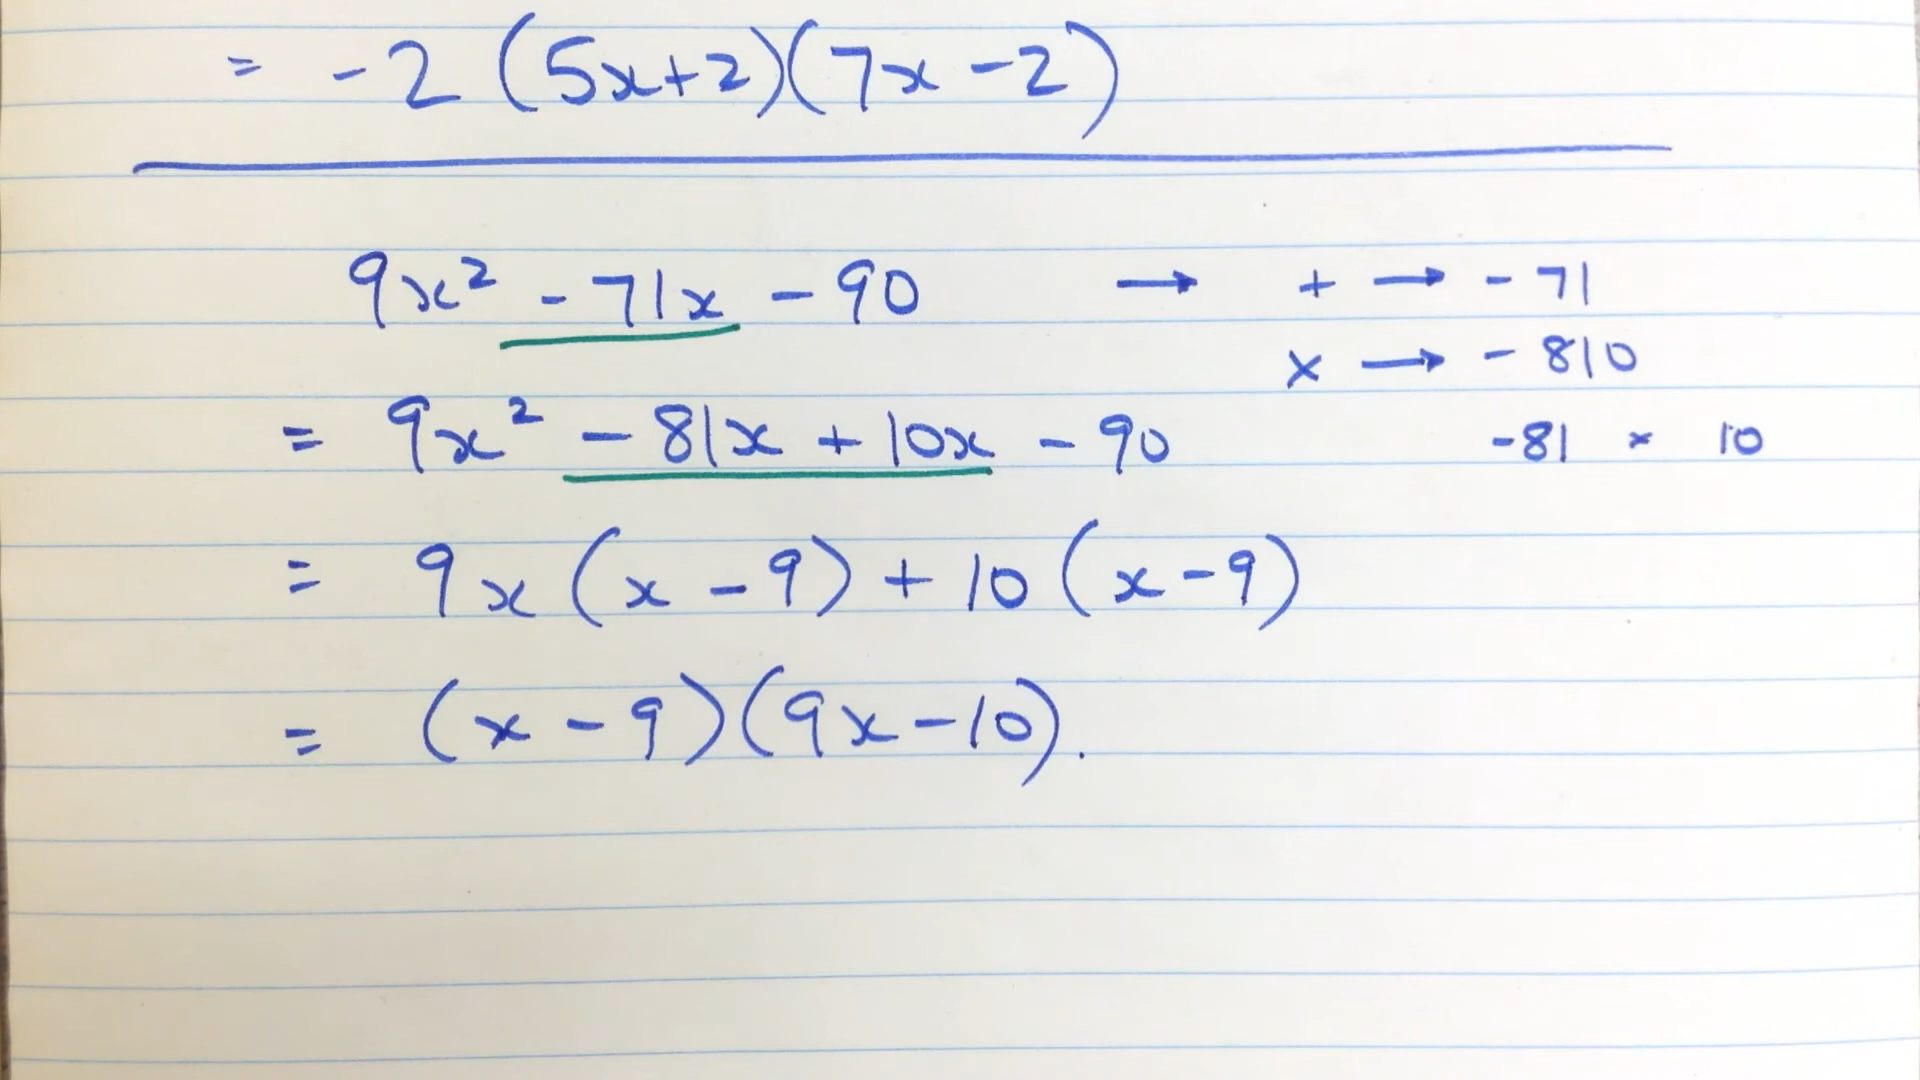 = -2 (5x+2)(7x-2)
9x² - 71x - 90 → + → -71
x → - 810
= 9x² - 81x + 10x - 90 -81 × 10
= 9x (x - 9) + 10 (x - 9)
= (x - 9)(9x - 10).